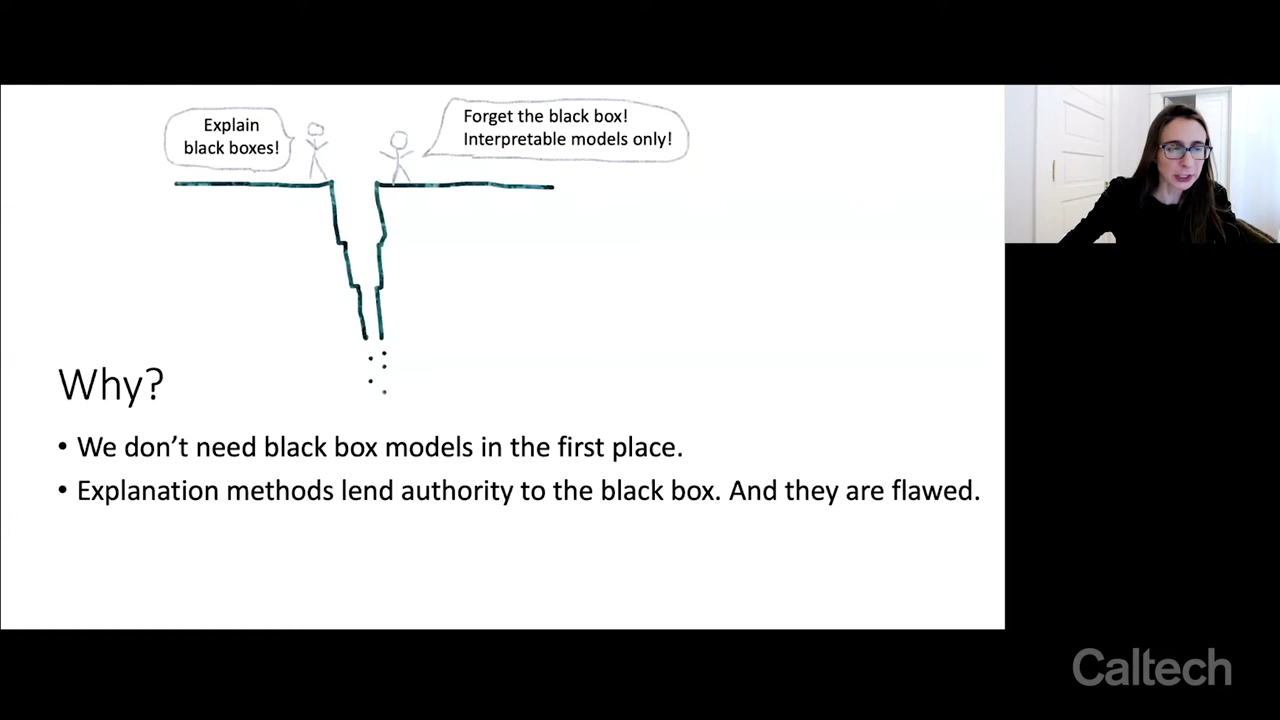 Explain
black boxes!
Forget the black box!
Interpretable models only!
Why?
• We don’t need black box models in the first place.
• Explanation methods lend authority to the black box. And they are flawed.
Caltech